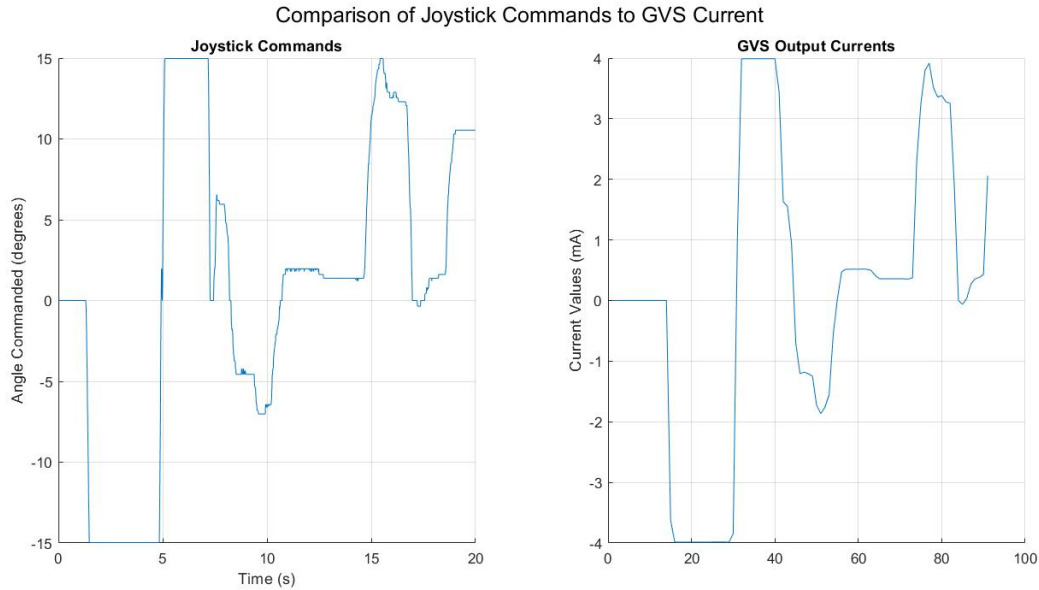 Comparison of Joystick Commands to GVS Current
Joystick Commands
15
10
5
0
-5
-10
-15
Angle Commanded (degrees)
0 5 10 15 20
Time (s)
GVS Output Currents
4
3
2
1
0
-1
-2
-3
-4
Current Values (mA)
0 20 40 60 80 100